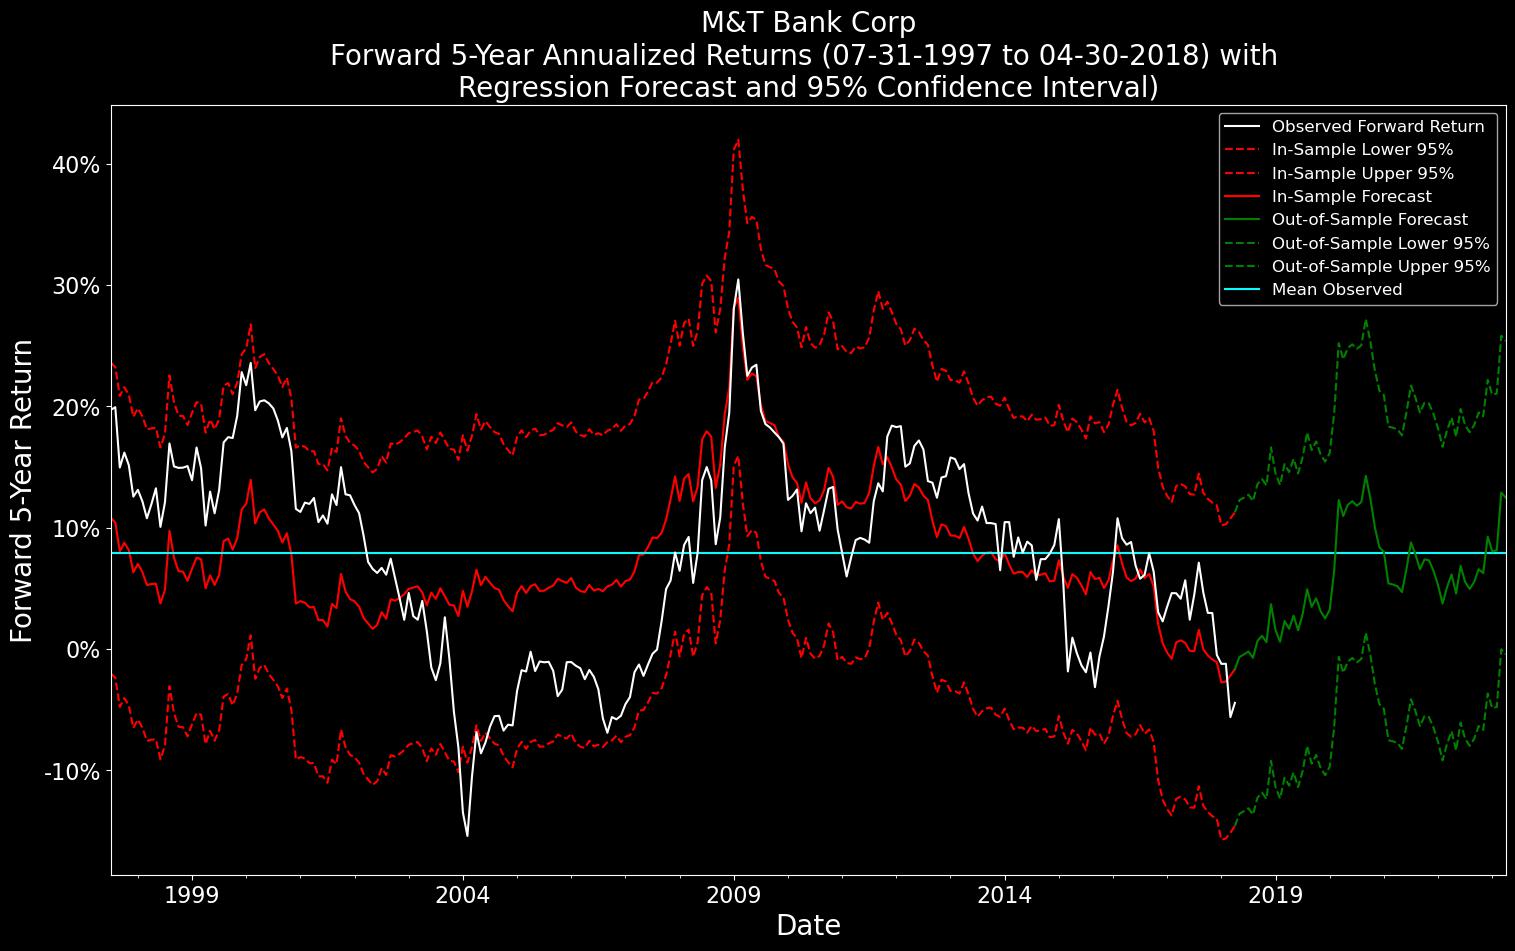 M&T Bank Corp
Forward 5-Year Annualized Returns (07-31-1997 to 04-30-2018) with
Regression Forecast and 95% Confidence Interval)
Observed Forward Return
In-Sample Lower 95%
In-Sample Upper 95%
In-Sample Forecast
Out-of-Sample Forecast
Out-of-Sample Lower 95%
Out-of-Sample Upper 95%
Mean Observed
Forward 5-Year Return
40%
30%
20%
10%
0%
-10%
1999 2004 2009 2014 2019
Date